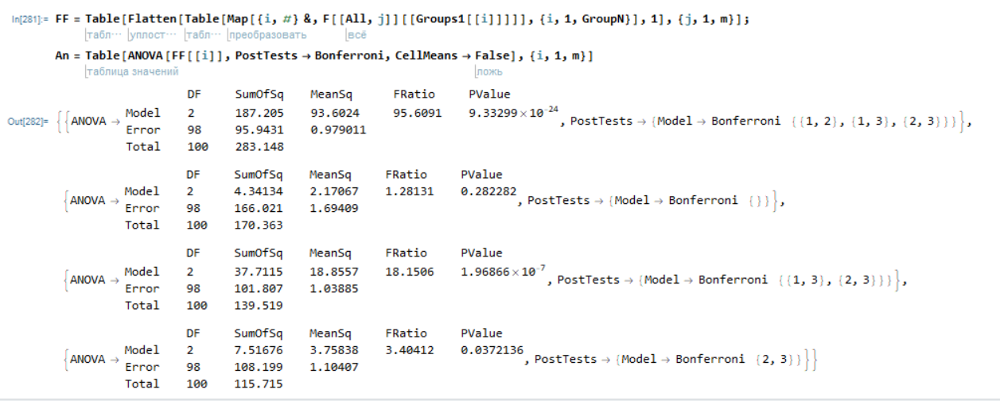 In[281]:= FF = Table[Flatten[Table[Map[{i, #} &, F[[All, j]][[Groups1[[i]]]]], {i, 1, GroupN}], 1], {j, 1, m}];
табл⋯ уплост⋯ табл⋯ преобразовать всё
An = Table[ANOVA[FF[[i]], PostTests → Bonferroni, CellMeans → False], {i, 1, m}]
таблица значений ложь
DF SumOfSq MeanSq FRatio PValue
Out[282]= {{ANOVA → Model 2 187.205 93.6024 95.6091 9.33299×10^-24, PostTests → {Model → Bonferroni {{1, 2}, {1, 3}, {2, 3}}}},
Error 98 95.9431 0.979011
Total 100 283.148
DF SumOfSq MeanSq FRatio PValue
{ANOVA → Model 2 4.34134 2.17067 1.28131 0.282282, PostTests → {Model → Bonferroni {}}},
Error 98 166.021 1.69409
Total 100 170.363
DF SumOfSq MeanSq FRatio PValue
{ANOVA → Model 2 37.7115 18.8557 18.1506 1.96866×10^-7, PostTests → {Model → Bonferroni {{1, 3}, {2, 3}}}},
Error 98 101.807 1.03885
Total 100 139.519
DF SumOfSq MeanSq FRatio PValue
{ANOVA → Model 2 7.51676 3.75838 3.40412 0.0372136, PostTests → {Model → Bonferroni {2, 3}}}}
Error 98 108.199 1.10407
Total 100 115.715